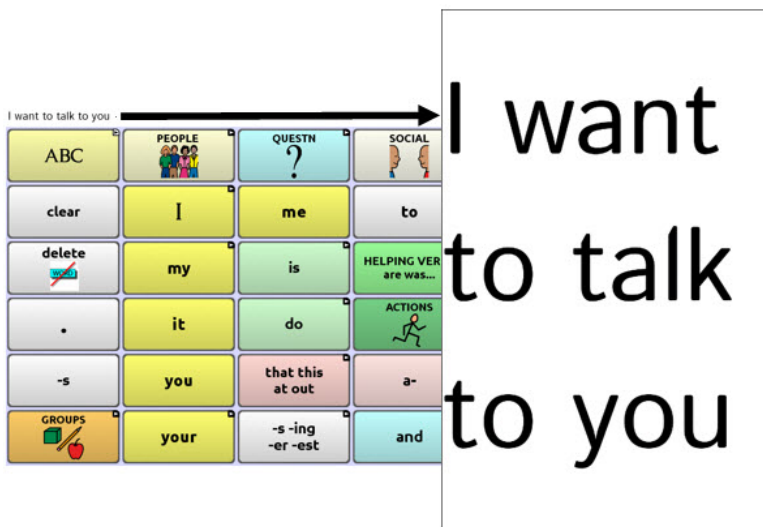 I want to talk to you -
ABC
PEOPLE
QUESTN
?
SOCIAL
clear
I
me
to
delete
WORD
my
is
HELPING VER
are was...
.
it
do
ACTIONS
-s
you
that this
at out
a-
GROUPS
your
-s -ing
-er -est
and
I want
to talk
to you